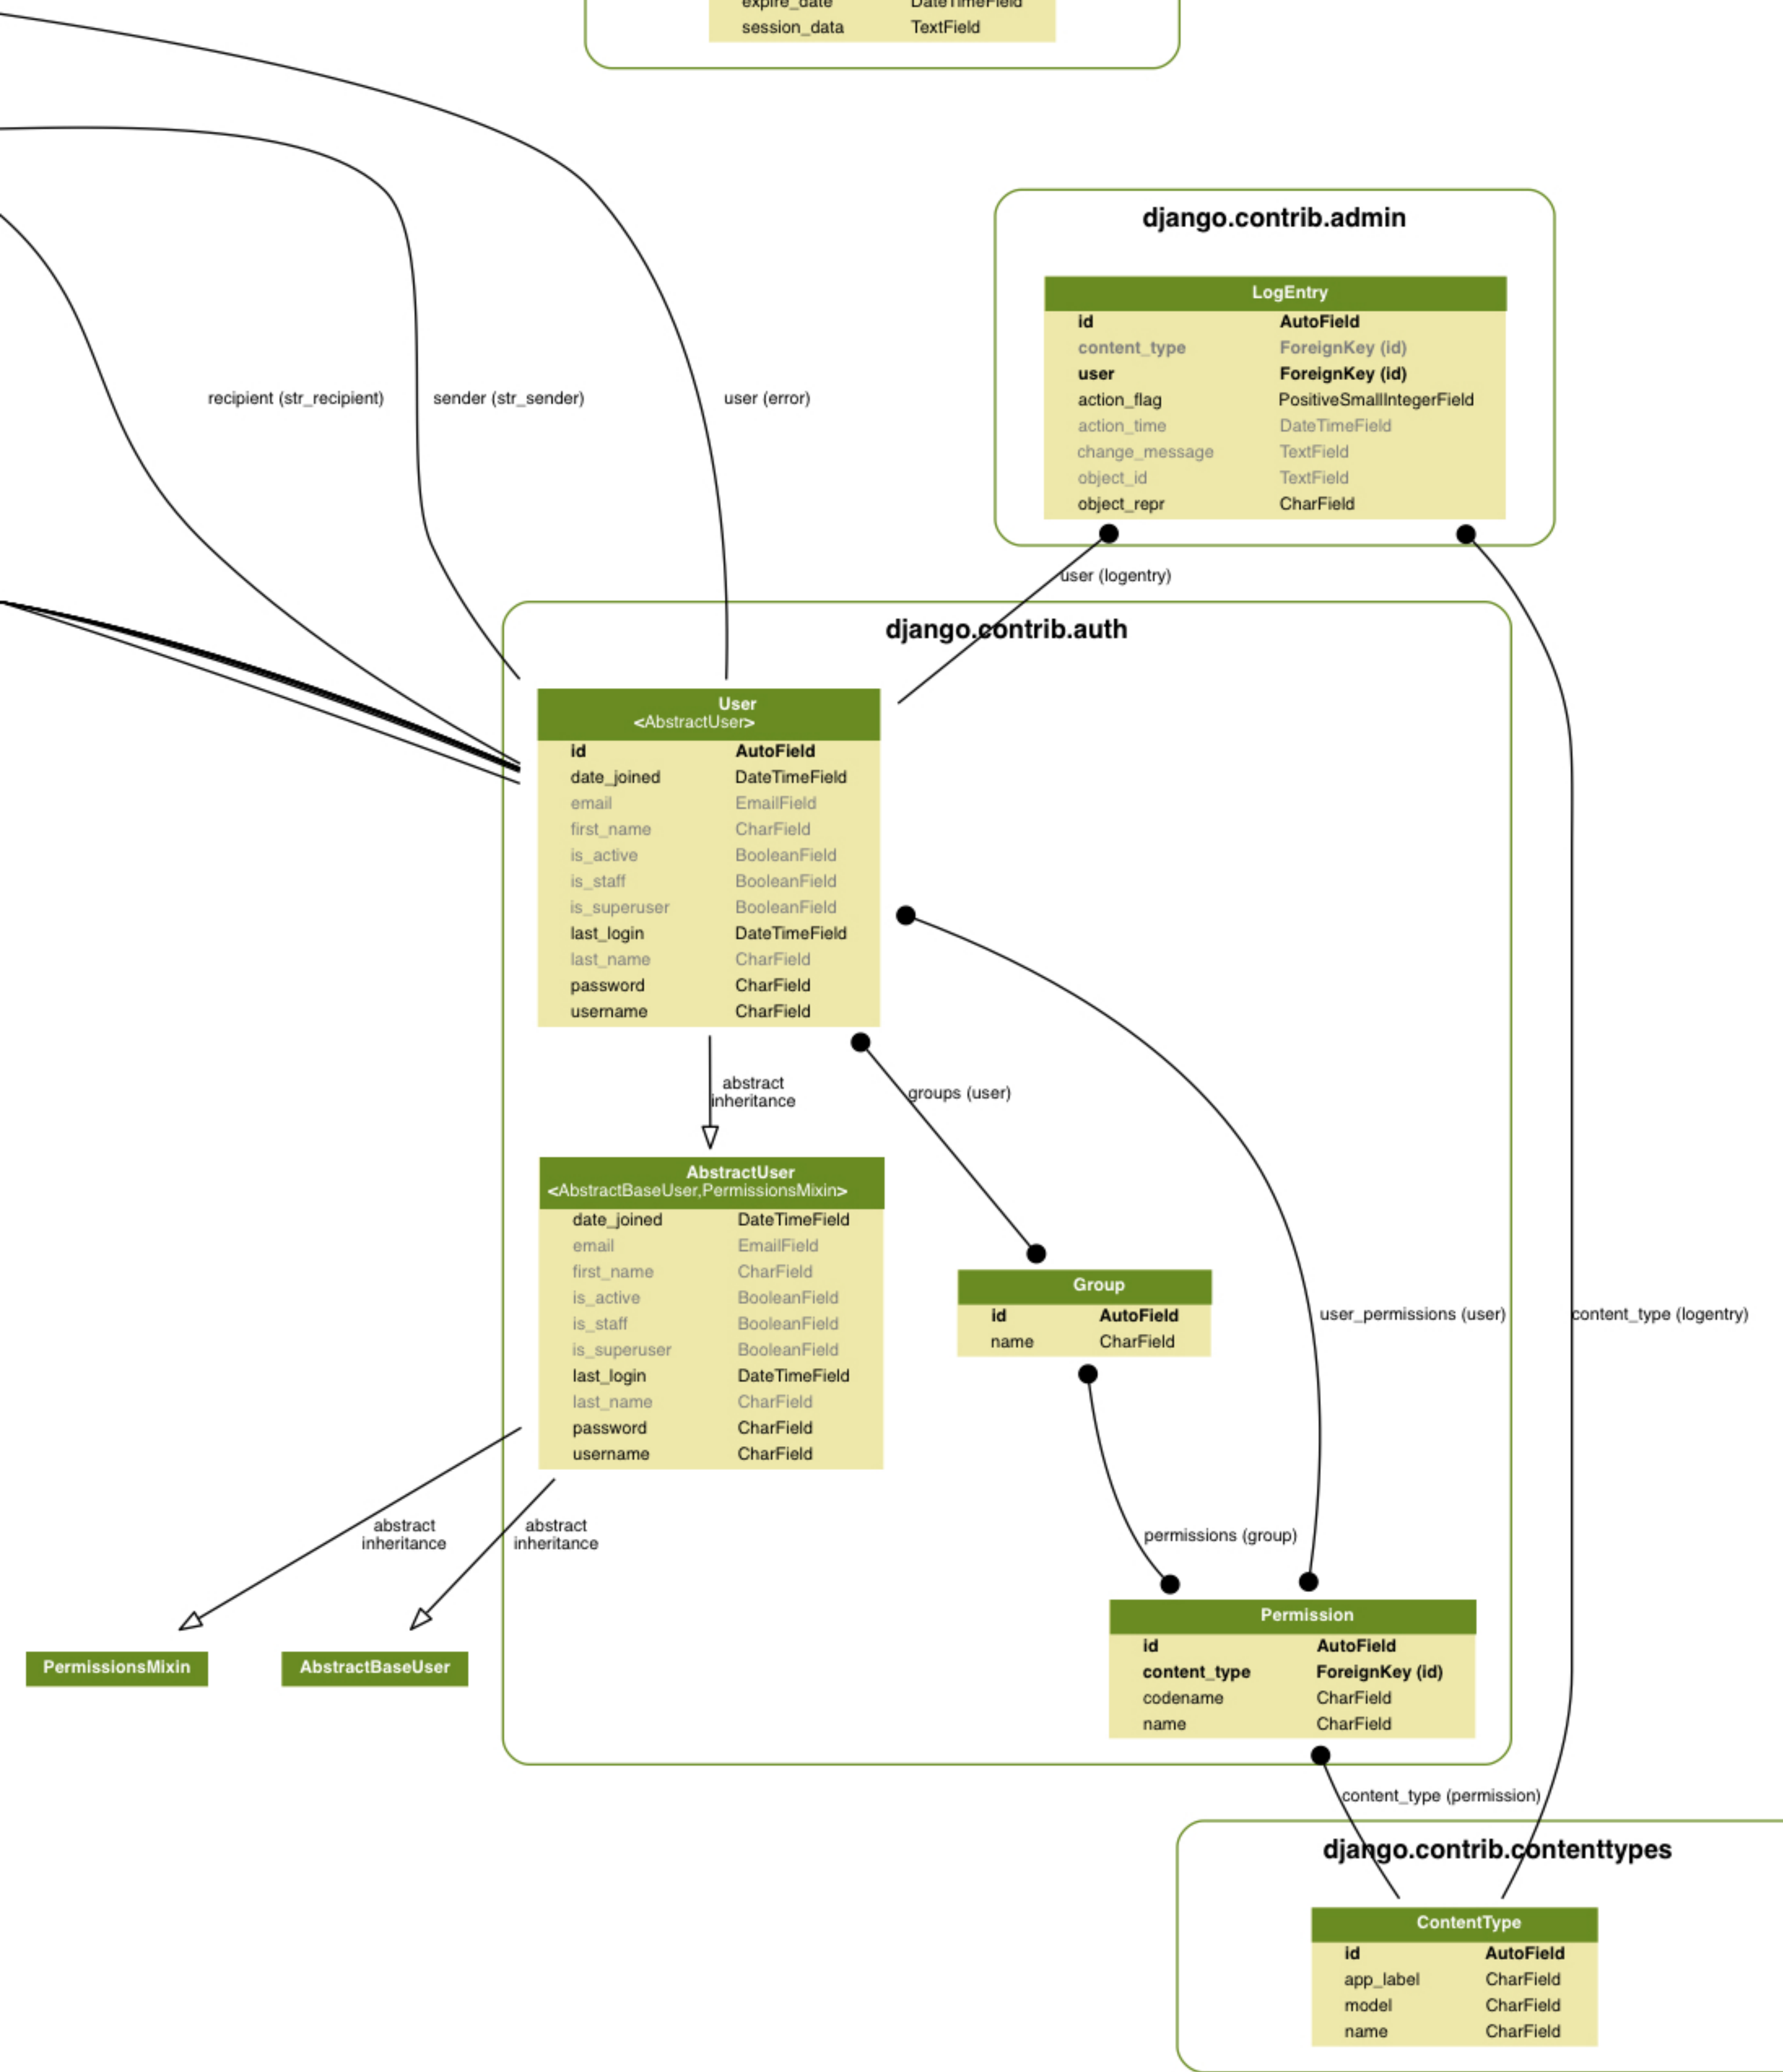 expire_date DateTimeField
session_data TextField
django.contrib.admin
LogEntry
id AutoField
content_type ForeignKey (id)
user ForeignKey (id)
action_flag PositiveSmallIntegerField
action_time DateTimeField
change_message TextField
object_id TextField
object_repr CharField
recipient (str_recipient)
sender (str_sender)
user (error)
user (logentry)
django.contrib.auth
User
<AbstractUser>
id AutoField
date_joined DateTimeField
email EmailField
first_name CharField
is_active BooleanField
is_staff BooleanField
is_superuser BooleanField
last_login DateTimeField
last_name CharField
password CharField
username CharField
abstract
inheritance
groups (user)
AbstractUser
<AbstractBaseUser,PermissionsMixin>
date_joined DateTimeField
email EmailField
first_name CharField
is_active BooleanField
is_staff BooleanField
is_superuser BooleanField
last_login DateTimeField
last_name CharField
password CharField
username CharField
Group
id AutoField
name CharField
user_permissions (user)
content_type (logentry)
abstract
inheritance
abstract
inheritance
permissions (group)
PermissionsMixin
AbstractBaseUser
Permission
id AutoField
content_type ForeignKey (id)
codename CharField
name CharField
content_type (permission)
django.contrib.contenttypes
ContentType
id AutoField
app_label CharField
model CharField
name CharField